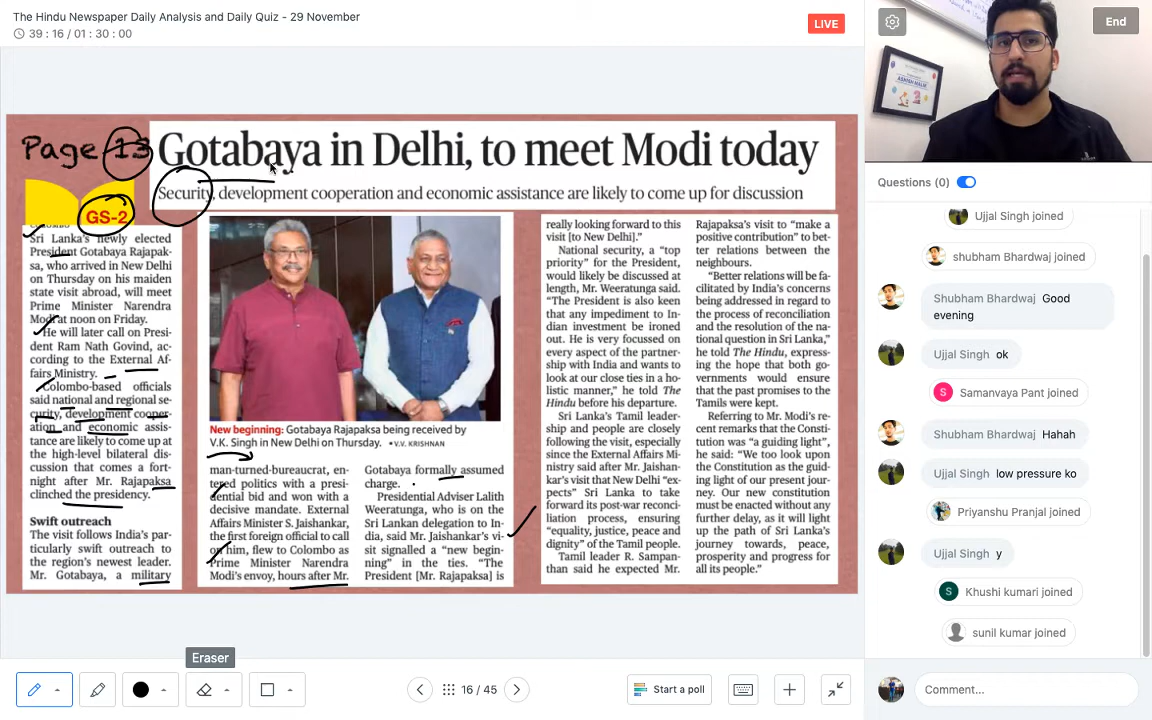 The Hindu Newspaper Daily Analysis and Daily Quiz - 29 November
39 : 16 / 01 : 30 : 00
LIVE
End
Page 13
GS-2
Gotabaya in Delhi, to meet Modi today
Security, development cooperation and economic assistance are likely to come up for discussion
Sri Lanka's newly elected
President Gotabaya Rajapak-
sa, who arrived in New Delhi
on Thursday on his maiden
state visit abroad, will meet
Prime Minister Narendra
Modi at noon on Friday.
He will later call on Presi-
dent Ram Nath Govind, ac-
cording to the External Af-
fairs Ministry.
Colombo-based officials
said national and regional se-
curity, development cooper-
ation and economic assis-
tance are likely to come up at
the high-level bilateral dis-
cussion that comes a fort-
night after Mr. Rajapaksa
clinched the presidency.
Swift outreach
The visit follows India's par-
ticularly swift outreach to
the region's newest leader.
Mr. Gotabaya, a military
New beginning: Gotabaya Rajapaksa being received by
V.K. Singh in New Delhi on Thursday. •V.V. KRISHNAN
man-turned-bureaucrat, en-
tered politics with a presi-
dential bid and won with a
decisive mandate. External
Affairs Minister S. Jaishankar,
the first foreign official to call
on him, flew to Colombo as
Prime Minister Narendra
Modi's envoy, hours after Mr.
Gotabaya formally assumed
charge.
Presidential Adviser Lalith
Weeratunga, who is on the
Sri Lankan delegation to In-
dia, said Mr. Jaishankar's vi-
sit signalled a "new begin-
ning" in the ties. "The
President [Mr. Rajapaksa] is
really looking forward to this
visit [to New Delhi]."
National security, a "top
priority" for the President,
would likely be discussed at
length, Mr. Weeratunga said.
"The President is also keen
that any impediment to In-
dian investment be ironed
out. He is very focussed on
every aspect of the partner-
ship with India and wants to
look at our close ties in a ho-
listic manner," he told The
Hindu before his departure.
Sri Lanka's Tamil leader-
ship and people are closely
following the visit, especially
since the External Affairs Mi-
nistry said after Mr. Jaishan-
kar's visit that New Delhi "ex-
pects" Sri Lanka to take
forward its post-war reconci-
liation process, ensuring
"equality, justice, peace and
dignity" of the Tamil people.
Tamil leader R. Sampan-
than said he expected Mr.
Rajapaksa's visit to "make a
positive contribution" to bet-
ter relations between the
neighbours.
"Better relations will be fa-
cilitated by India's concerns
being addressed in regard to
the process of reconciliation
and the resolution of the na-
tional question in Sri Lanka,"
he told The Hindu, express-
ing the hope that both gov-
ernments would ensure
that the past promises to the
Tamils were kept.
Referring to Mr. Modi's re-
cent remarks that the Consti-
tution was "a guiding light",
he said: "We too look upon
the Constitution as the guid-
ing light of our present jour-
ney. Our new constitution
must be enacted without any
further delay, as it will light
up the path of Sri Lanka's
journey towards, peace,
prosperity and progress for
all its people."
Eraser
16 / 45
Start a poll
Questions (0)
Ujjal Singh joined
shubham Bhardwaj joined
Shubham Bhardwaj Good
evening
Ujjal Singh ok
S Samanvaya Pant joined
Shubham Bhardwaj Hahah
Ujjal Singh low pressure ko
Priyanshu Pranjal joined
Ujjal Singh y
S Khushi kumari joined
sunil kumar joined
Comment...